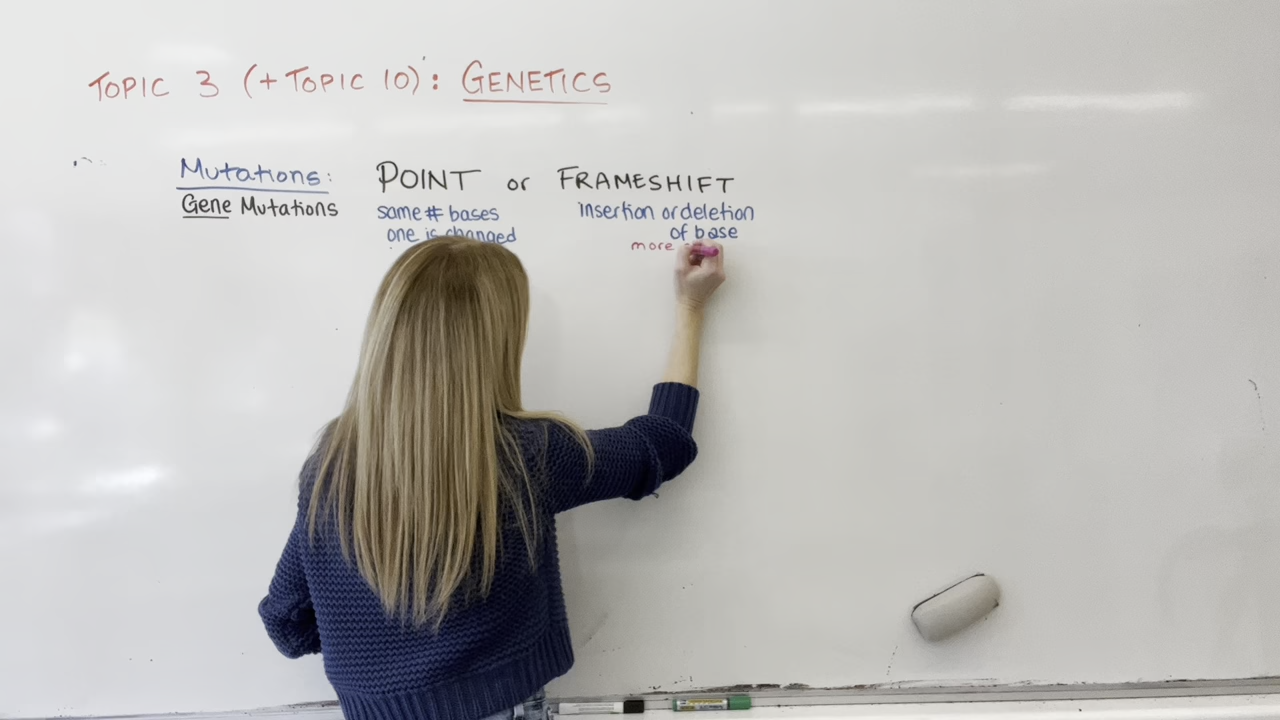 TOPIC 3 (+ TOPIC 10): GENETICS
Mutations: POINT or FRAMESHIFT
Gene Mutations same # bases insertion or deletion
one is changed of base
more